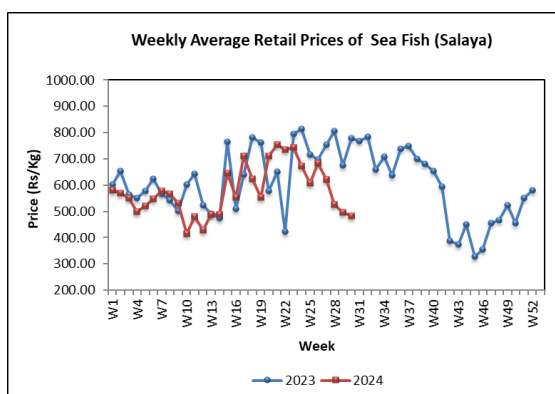 Weekly Average Retail Prices of Sea Fish (Salaya)
1000.00
900.00
800.00
700.00
600.00
500.00
400.00
300.00
200.00
Price (Rs/Kg)
W1
W4
W7
W10
W13
W16
W19
W22
W25
W28
W31
W34
W37
W40
W43
W46
W49
W52
Week
2023
2024